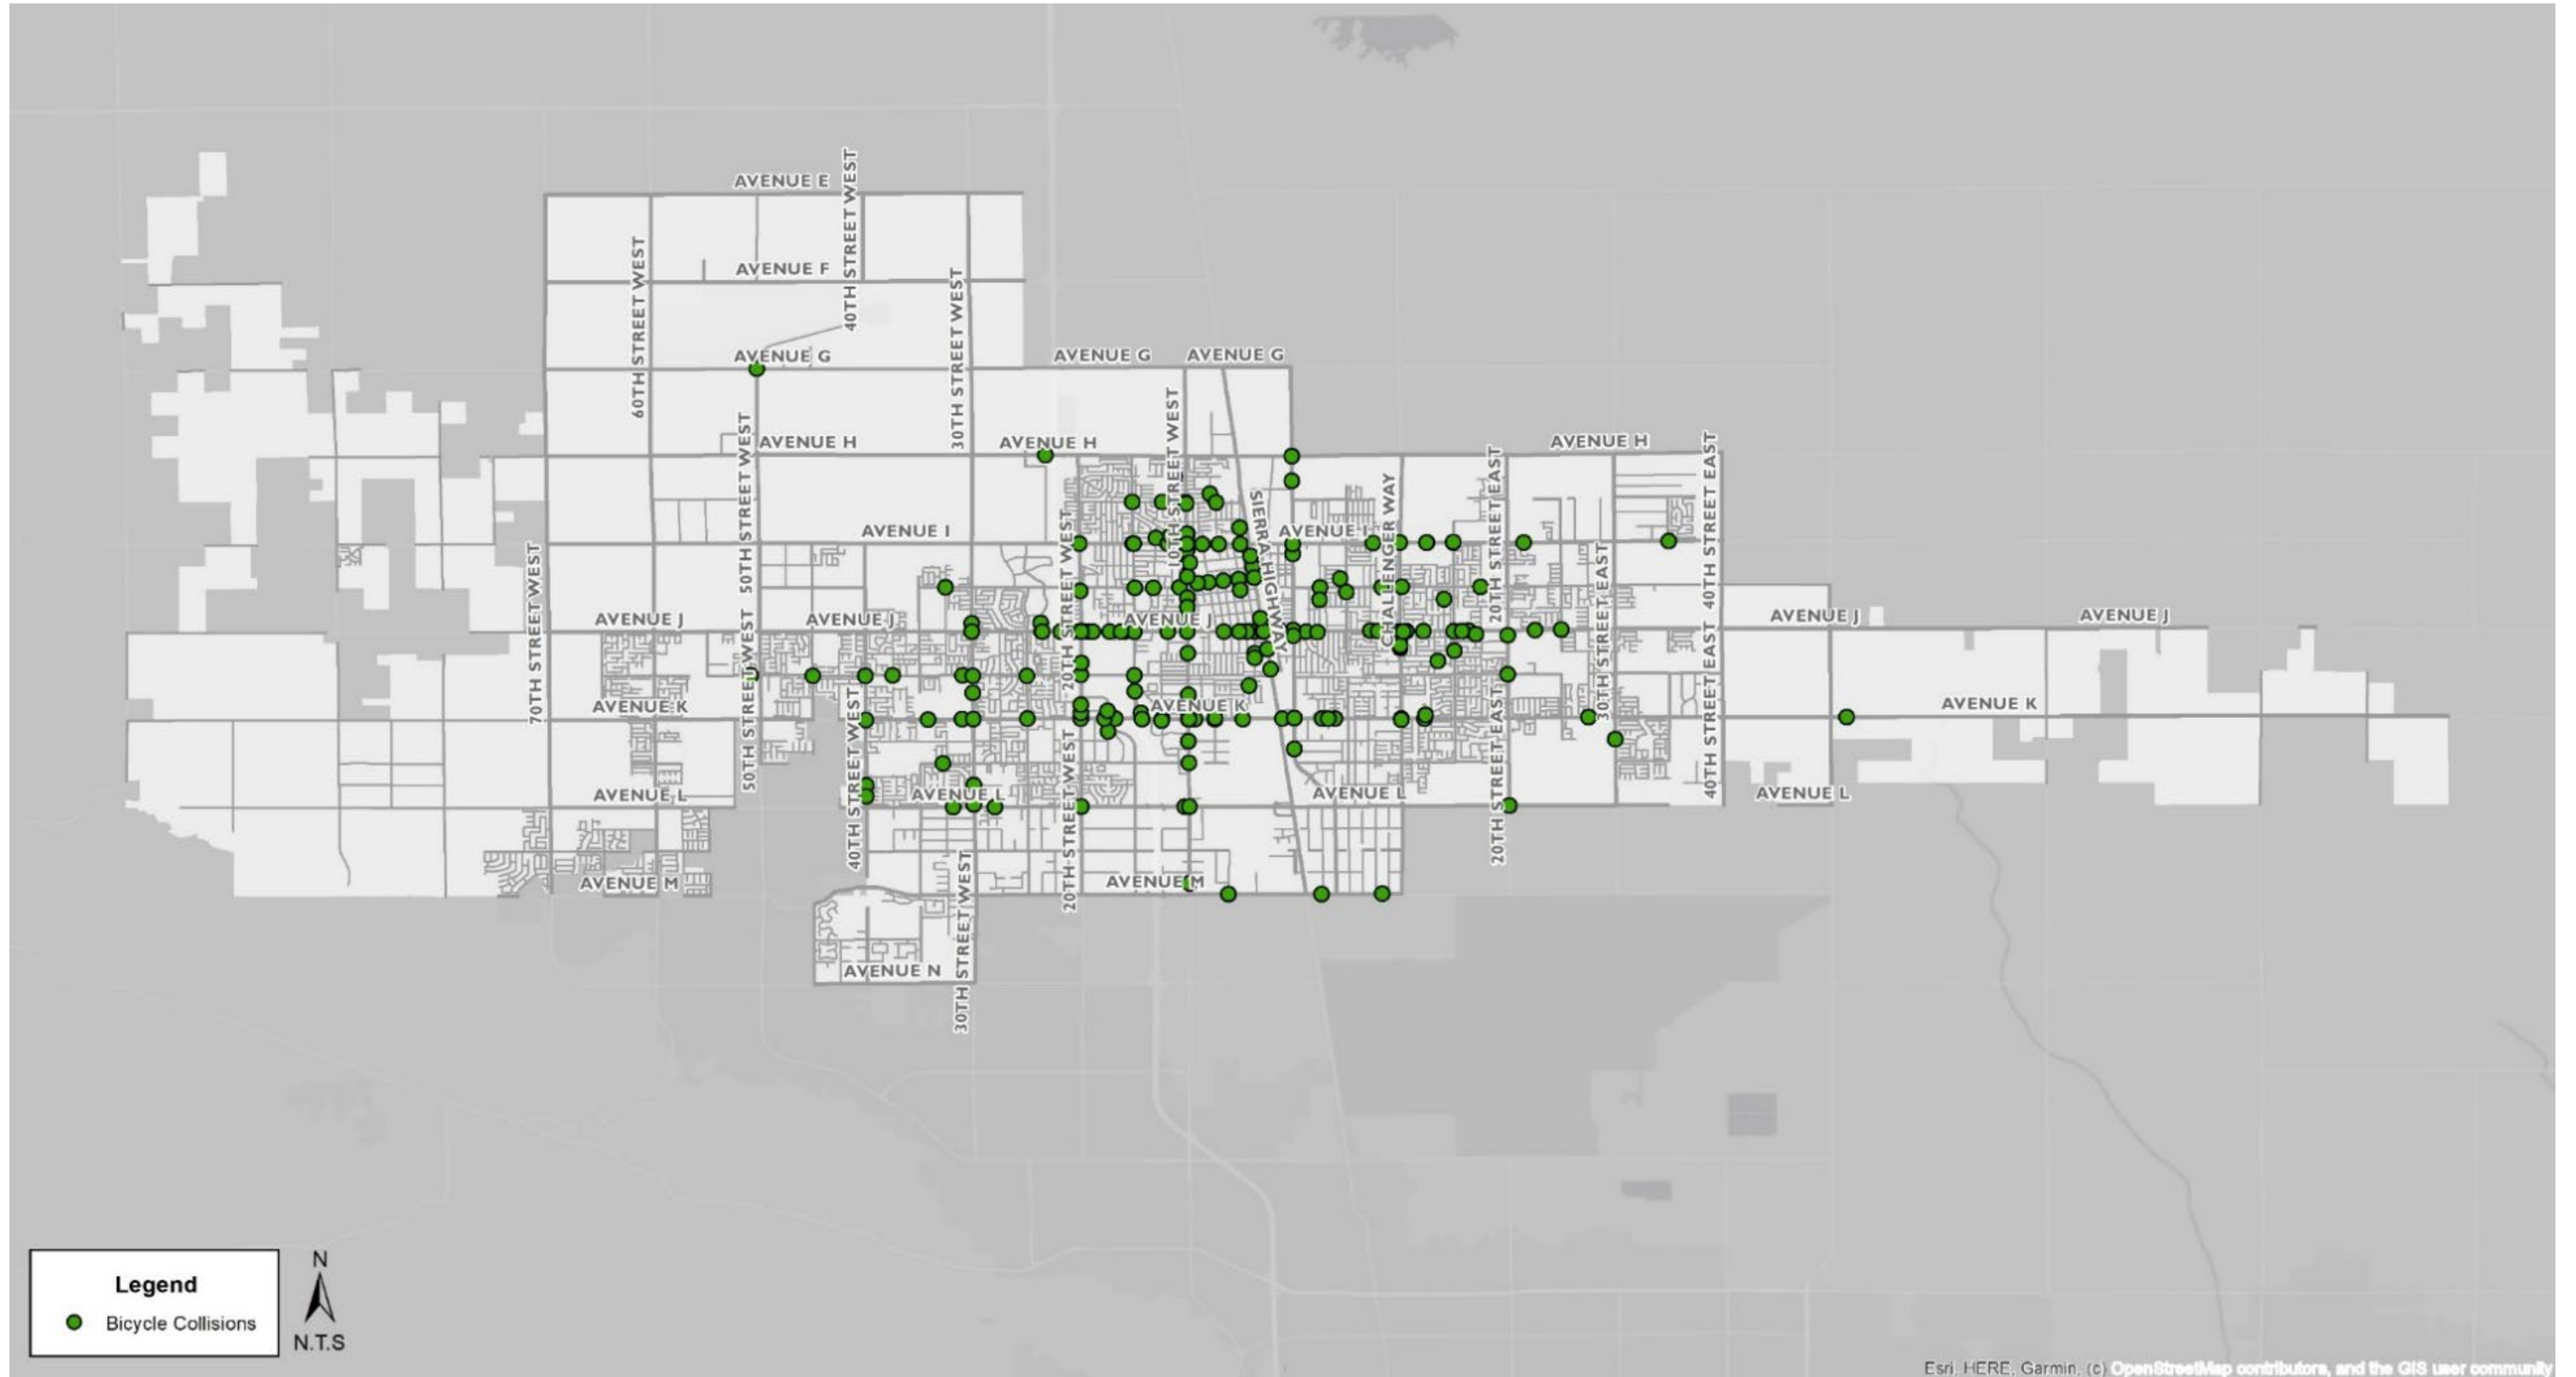 AVENUE E
40TH STREET WEST
AVENUE F
60TH STREET WEST
30TH STREET WEST
AVENUE G
AVENUE G
AVENUE G
10TH STREET WEST
50TH STREET WEST
AVENUE H
AVENUE H
AVENUE H
40TH STREET EAST
20TH STREET EAST
CHALLENGER WAY
SIERRA HIGHWAY
AVENUE I
AVENUE I
20TH STREET WEST
70TH STREET WEST
30TH STREET EAST
AVENUE J
AVENUE J
AVENUE J
AVENUE J
AVENUE J
50TH STREET WEST
40TH STREET EAST
AVENUE K
AVENUE K
AVENUE K
40TH STREET WEST
20TH STREET WEST
20TH STREET EAST
AVENUE L
AVENUE L
AVENUE L
AVENUE L
AVENUE M
AVENUE M
30TH STREET WEST
AVENUE N
Legend
Bicycle Collisions
N
N.T.S
Esri, HERE, Garmin, (c) OpenStreetMap contributors, and the GIS user community